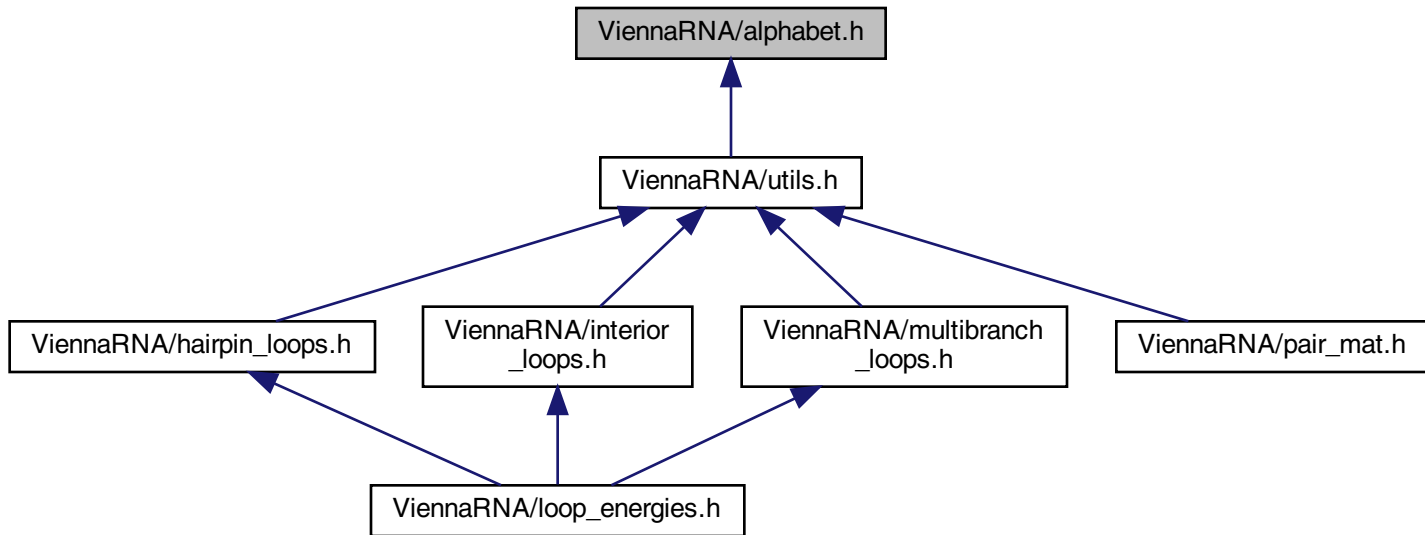 ViennaRNA/alphabet.h
ViennaRNA/utils.h
ViennaRNA/hairpin_loops.h
ViennaRNA/interior
_loops.h
ViennaRNA/multibranch
_loops.h
ViennaRNA/pair_mat.h
ViennaRNA/loop_energies.h